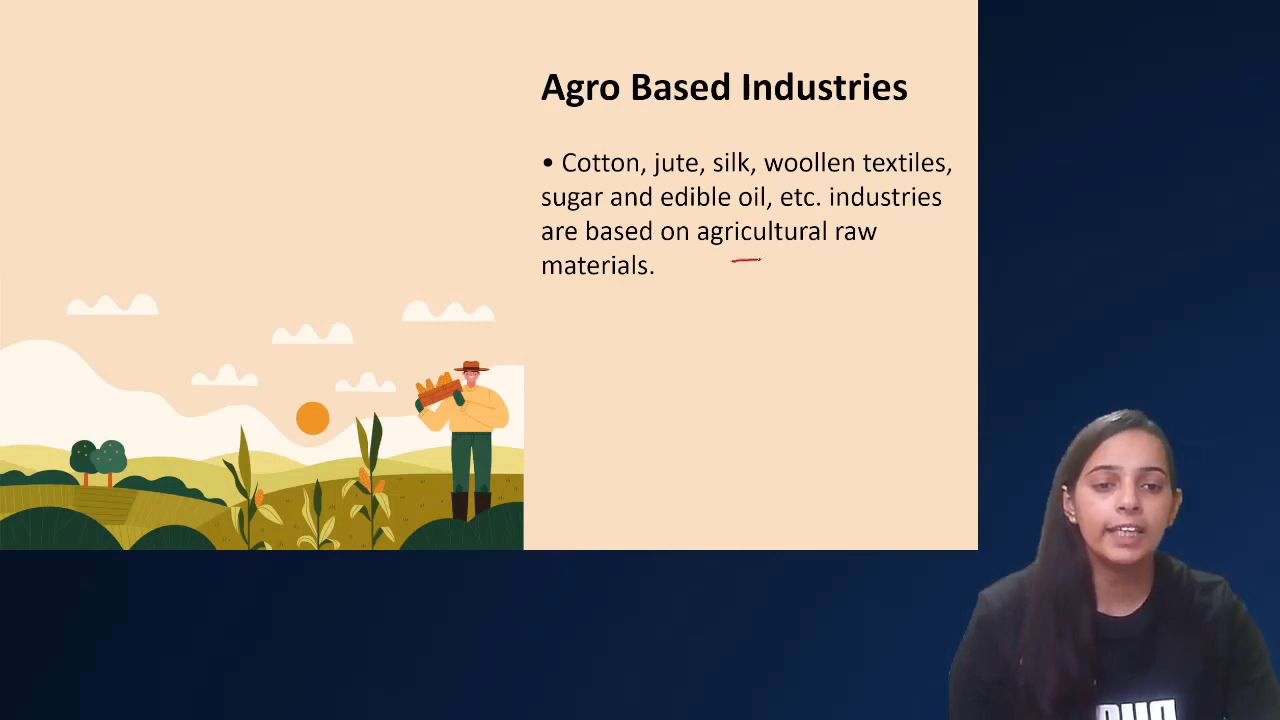 Agro Based Industries
• Cotton, jute, silk, woollen textiles,
sugar and edible oil, etc. industries
are based on agricultural raw
materials.